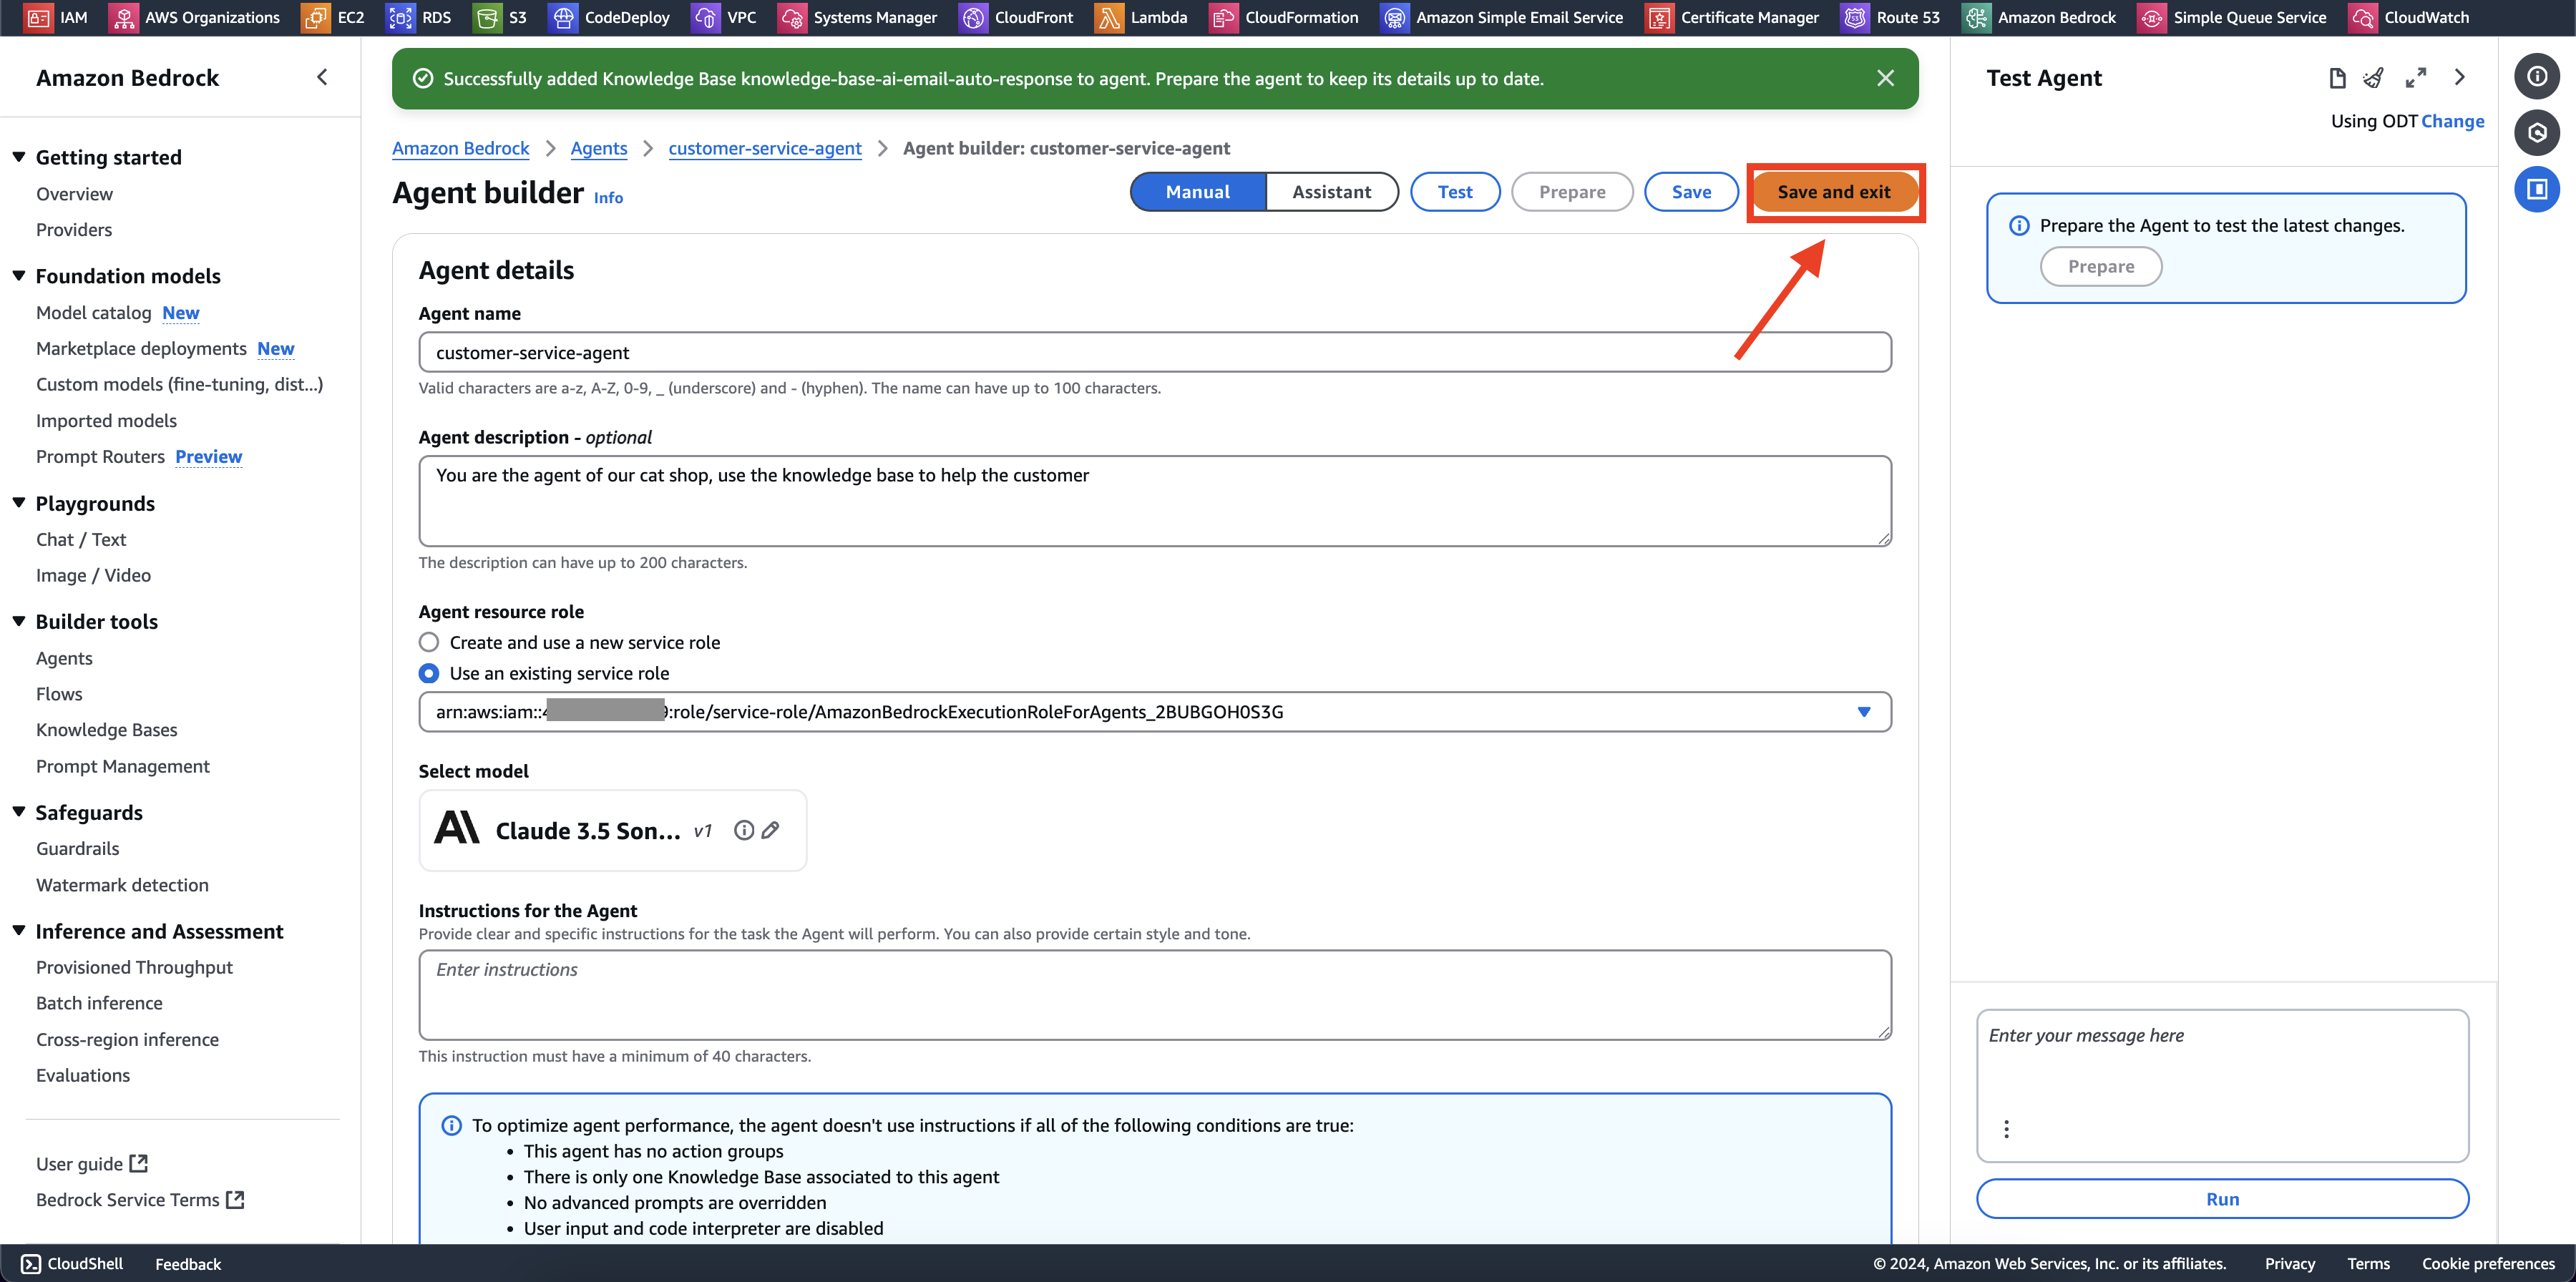 IAM AWS Organizations EC2 RDS S3 CodeDeploy VPC Systems Manager CloudFront Lambda CloudFormation Amazon Simple Email Service Certificate Manager Route 53 Amazon Bedrock Simple Queue Service CloudWatch
Amazon Bedrock
Getting started
Overview
Providers
Foundation models
Model catalog New
Marketplace deployments New
Custom models (fine-tuning, dist...)
Imported models
Prompt Routers Preview
Playgrounds
Chat / Text
Image / Video
Builder tools
Agents
Flows
Knowledge Bases
Prompt Management
Safeguards
Guardrails
Watermark detection
Inference and Assessment
Provisioned Throughput
Batch inference
Cross-region inference
Evaluations
User guide
Bedrock Service Terms
Successfully added Knowledge Base knowledge-base-ai-email-auto-response to agent. Prepare the agent to keep its details up to date.
Amazon Bedrock > Agents > customer-service-agent > Agent builder: customer-service-agent
Agent builder Info
Manual Assistant Test Prepare Save Save and exit
Agent details
Agent name
customer-service-agent
Valid characters are a-z, A-Z, 0-9, _ (underscore) and - (hyphen). The name can have up to 100 characters.
Agent description - optional
You are the agent of our cat shop, use the knowledge base to help the customer
The description can have up to 200 characters.
Agent resource role
Create and use a new service role
Use an existing service role
arn:aws:iam:: :role/service-role/AmazonBedrockExecutionRoleForAgents_2BUBGOH0S3G
Select model
Claude 3.5 Son... v1
Instructions for the Agent
Provide clear and specific instructions for the task the Agent will perform. You can also provide certain style and tone.
Enter instructions
This instruction must have a minimum of 40 characters.
To optimize agent performance, the agent doesn't use instructions if all of the following conditions are true:
• This agent has no action groups
• There is only one Knowledge Base associated to this agent
• No advanced prompts are overridden
• User input and code interpreter are disabled
Test Agent
Using ODT Change
Prepare the Agent to test the latest changes.
Prepare
Enter your message here
Run
CloudShell Feedback
© 2024, Amazon Web Services, Inc. or its affiliates. Privacy Terms Cookie preferences